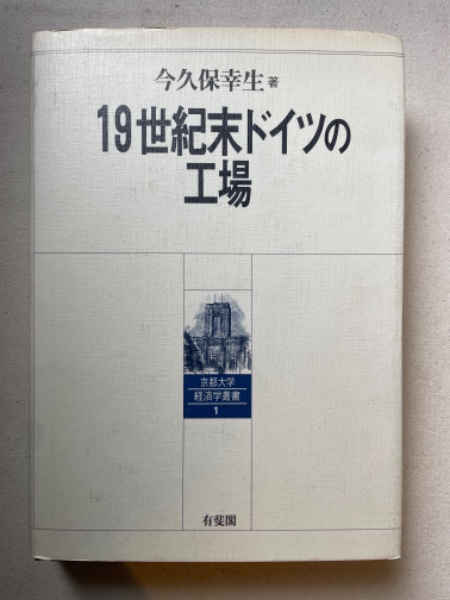 今久保幸生著
19世紀末ドイツの
工場
京都大学
経済学叢書
1
有斐閣